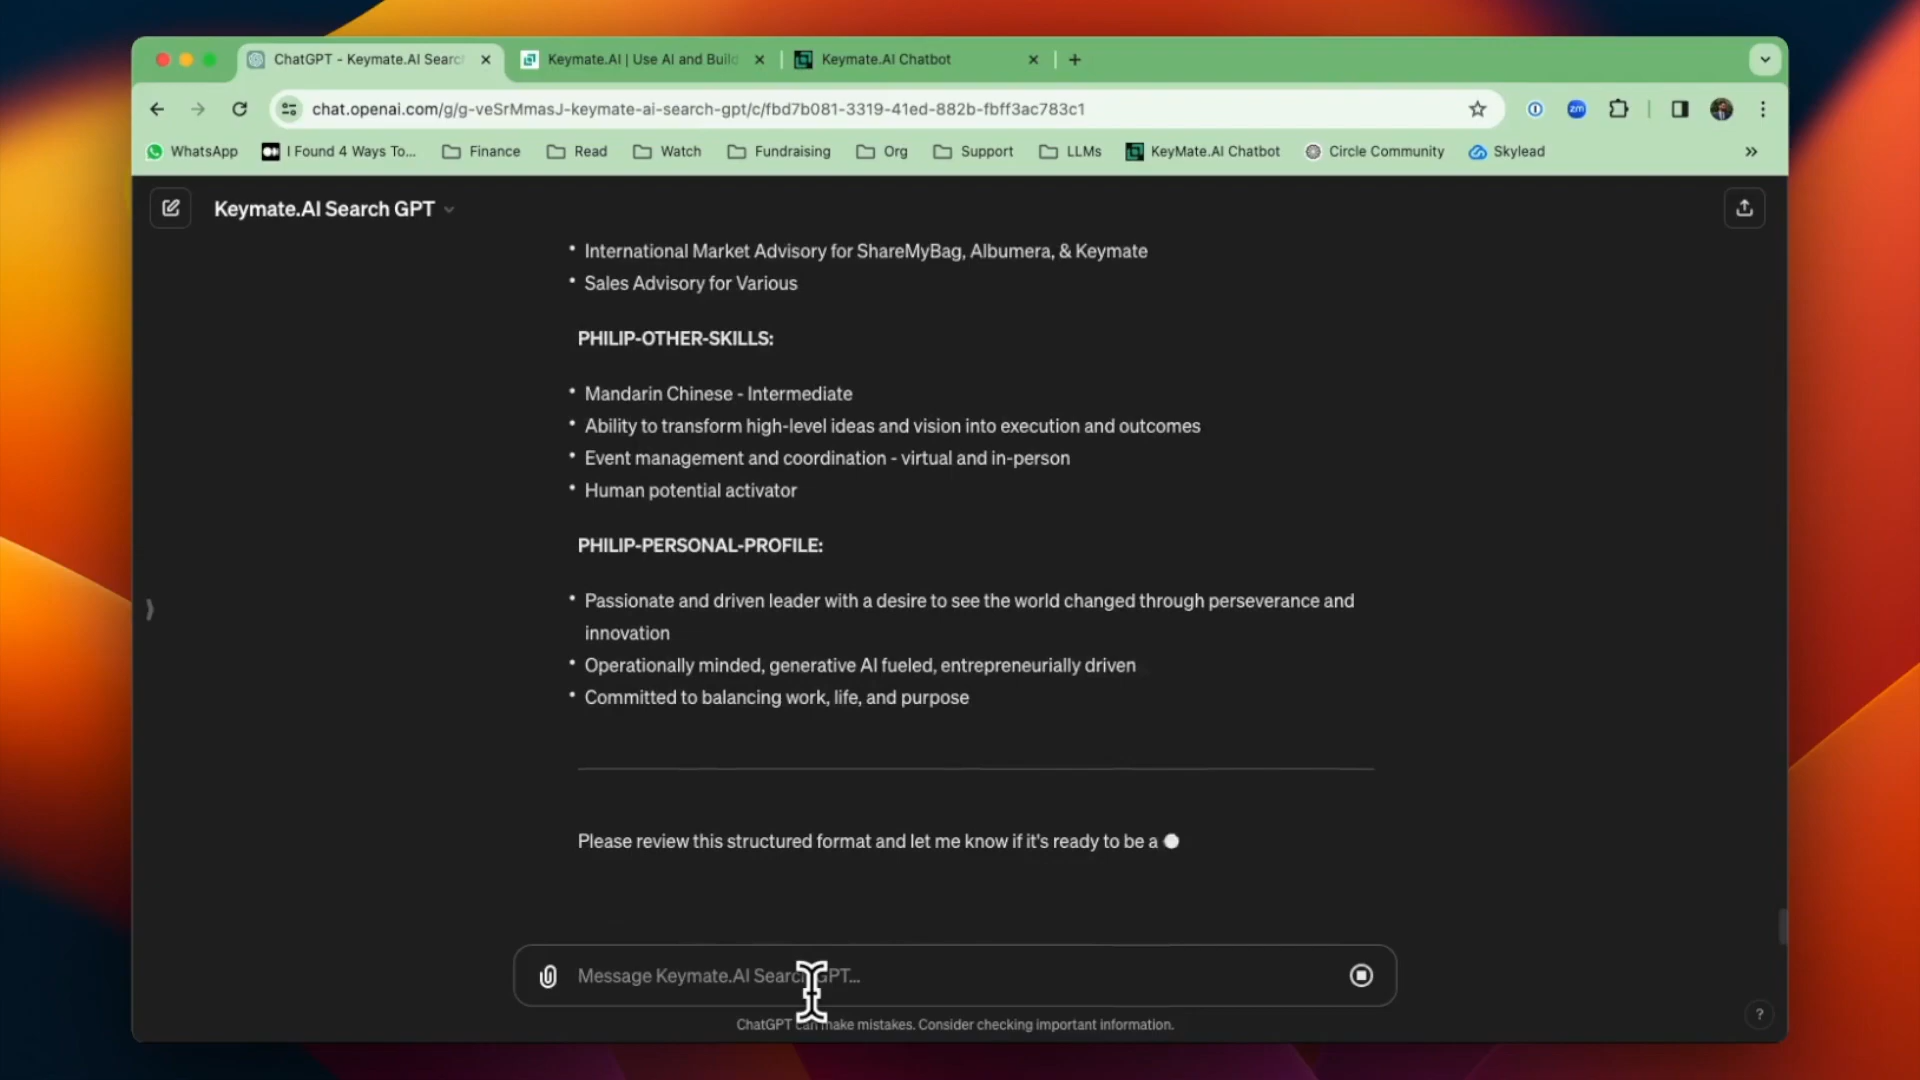 ChatGPT - Keymate.AI Searc
Keymate.AI | Use AI and Build
Keymate.AI Chatbot
chat.openai.com/g/g-veSrMmasJ-keymate-ai-search-gpt/c/fbd7b081-3319-41ed-882b-fbff3ac783c1
zm
WhatsApp
I Found 4 Ways To...
Finance
Read
Watch
Fundraising
Org
Support
LLMs
KeyMate.AI Chatbot
Circle Community
Skylead
»
Keymate.AI Search GPT
• International Market Advisory for ShareMyBag, Albumera, & Keymate
• Sales Advisory for Various
PHILIP-OTHER-SKILLS:
• Mandarin Chinese - Intermediate
• Ability to transform high-level ideas and vision into execution and outcomes
• Event management and coordination - virtual and in-person
• Human potential activator
PHILIP-PERSONAL-PROFILE:
• Passionate and driven leader with a desire to see the world changed through perseverance and
innovation
• Operationally minded, generative AI fueled, entrepreneurially driven
• Committed to balancing work, life, and purpose
Please review this structured format and let me know if it's ready to be a
Message Keymate.AI Search GPT...
ChatGPT can make mistakes. Consider checking important information.
?